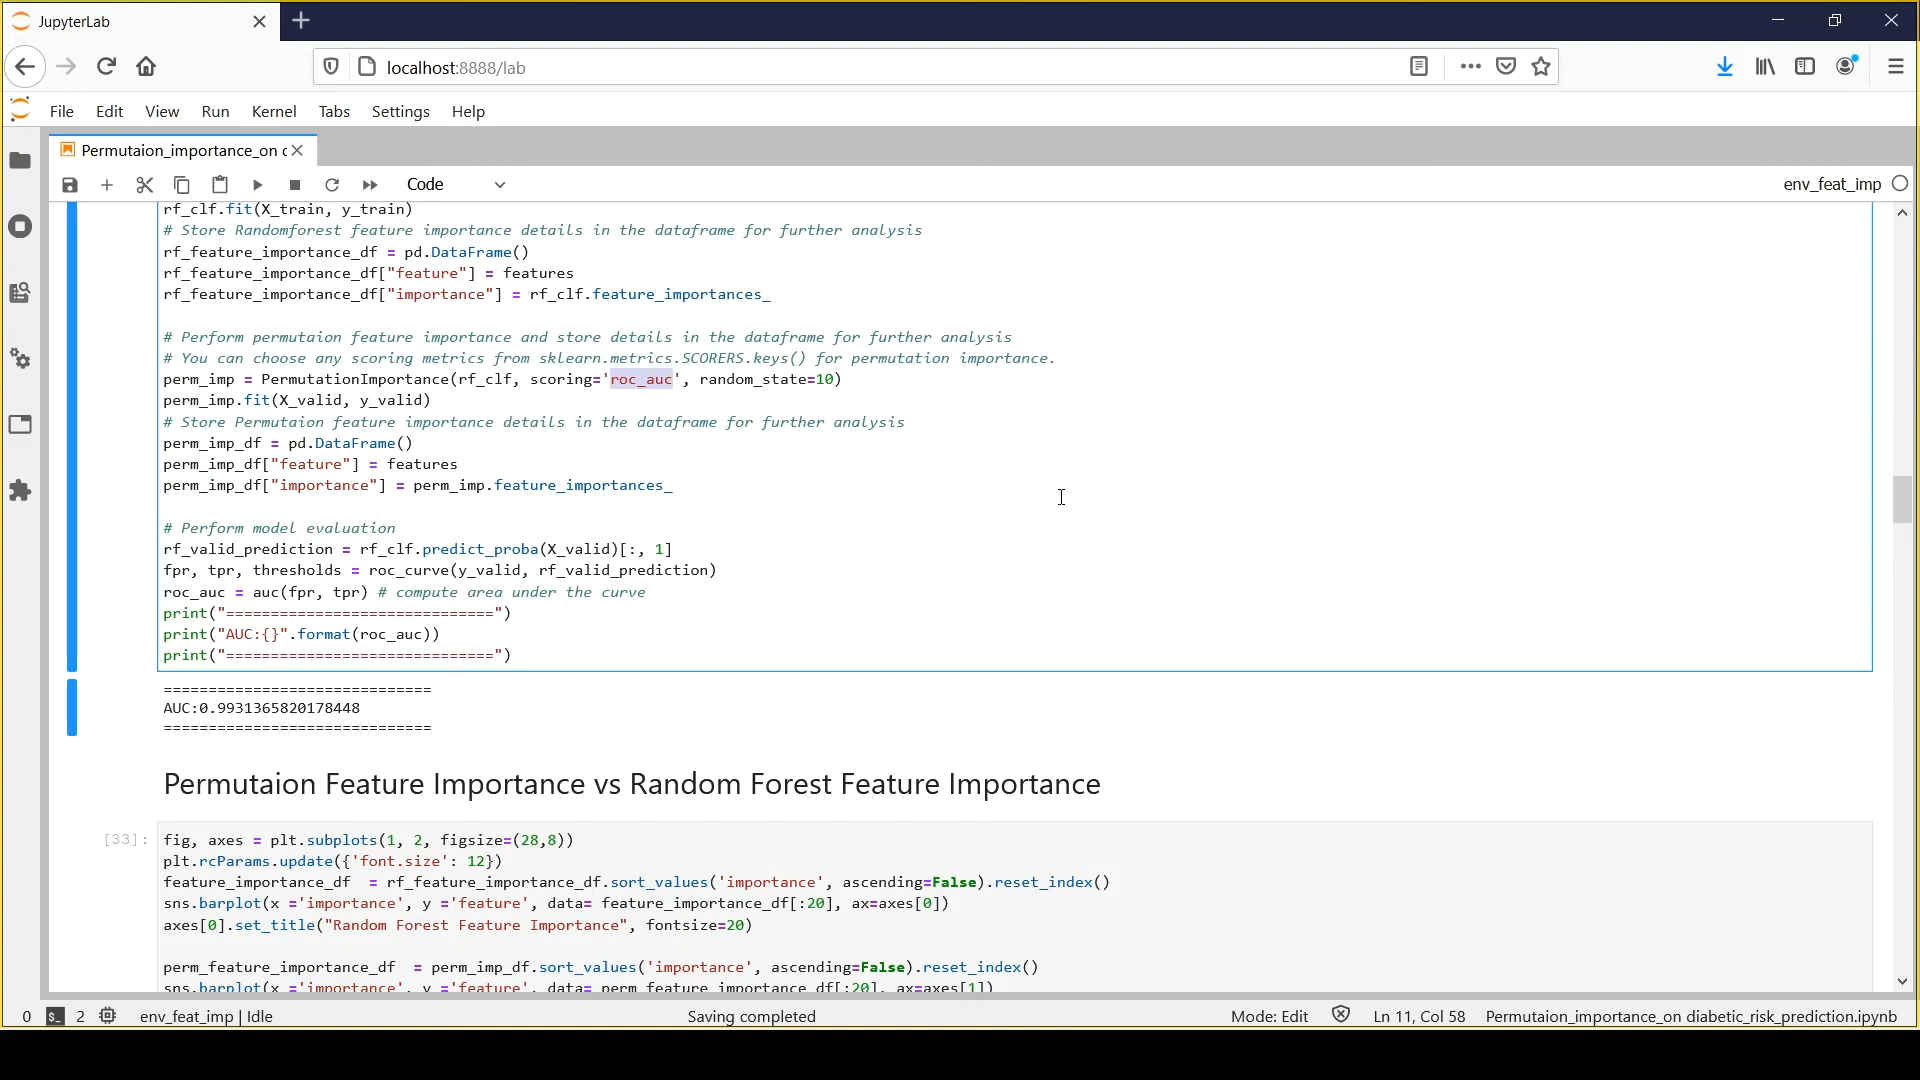 JupyterLab
localhost:8888/lab
File Edit View Run Kernel Tabs Settings Help
Permutaion_importance_on c
Code
env_feat_imp
rf_clf.fit(X_train, y_train)
# Store Randomforest feature importance details in the dataframe for further analysis
rf_feature_importance_df = pd.DataFrame()
rf_feature_importance_df["feature"] = features
rf_feature_importance_df["importance"] = rf_clf.feature_importances_
# Perform permutaion feature importance and store details in the dataframe for further analysis
# You can choose any scoring metrics from sklearn.metrics.SCORERS.keys() for permutation importance.
perm_imp = PermutationImportance(rf_clf, scoring='roc_auc', random_state=10)
perm_imp.fit(X_valid, y_valid)
# Store Permutaion feature importance details in the dataframe for further analysis
perm_imp_df = pd.DataFrame()
perm_imp_df["feature"] = features
perm_imp_df["importance"] = perm_imp.feature_importances_
# Perform model evaluation
rf_valid_prediction = rf_clf.predict_proba(X_valid)[:, 1]
fpr, tpr, thresholds = roc_curve(y_valid, rf_valid_prediction)
roc_auc = auc(fpr, tpr) # compute area under the curve
print("==============================")
print("AUC:{}".format(roc_auc))
print("==============================")
==============================
AUC:0.9931365820178448
==============================
Permutaion Feature Importance vs Random Forest Feature Importance
[33]:
fig, axes = plt.subplots(1, 2, figsize=(28,8))
plt.rcParams.update({'font.size': 12})
feature_importance_df  = rf_feature_importance_df.sort_values('importance', ascending=False).reset_index()
sns.barplot(x ='importance', y ='feature', data= feature_importance_df[:20], ax=axes[0])
axes[0].set_title("Random Forest Feature Importance", fontsize=20)
perm_feature_importance_df  = perm_imp_df.sort_values('importance', ascending=False).reset_index()
sns.barplot(x ='importance', y ='feature', data= perm_feature_importance_df[:20], ax=axes[1])
0 $_ 2 env_feat_imp | Idle Saving completed Mode: Edit Ln 11, Col 58 Permutaion_importance_on diabetic_risk_prediction.ipynb